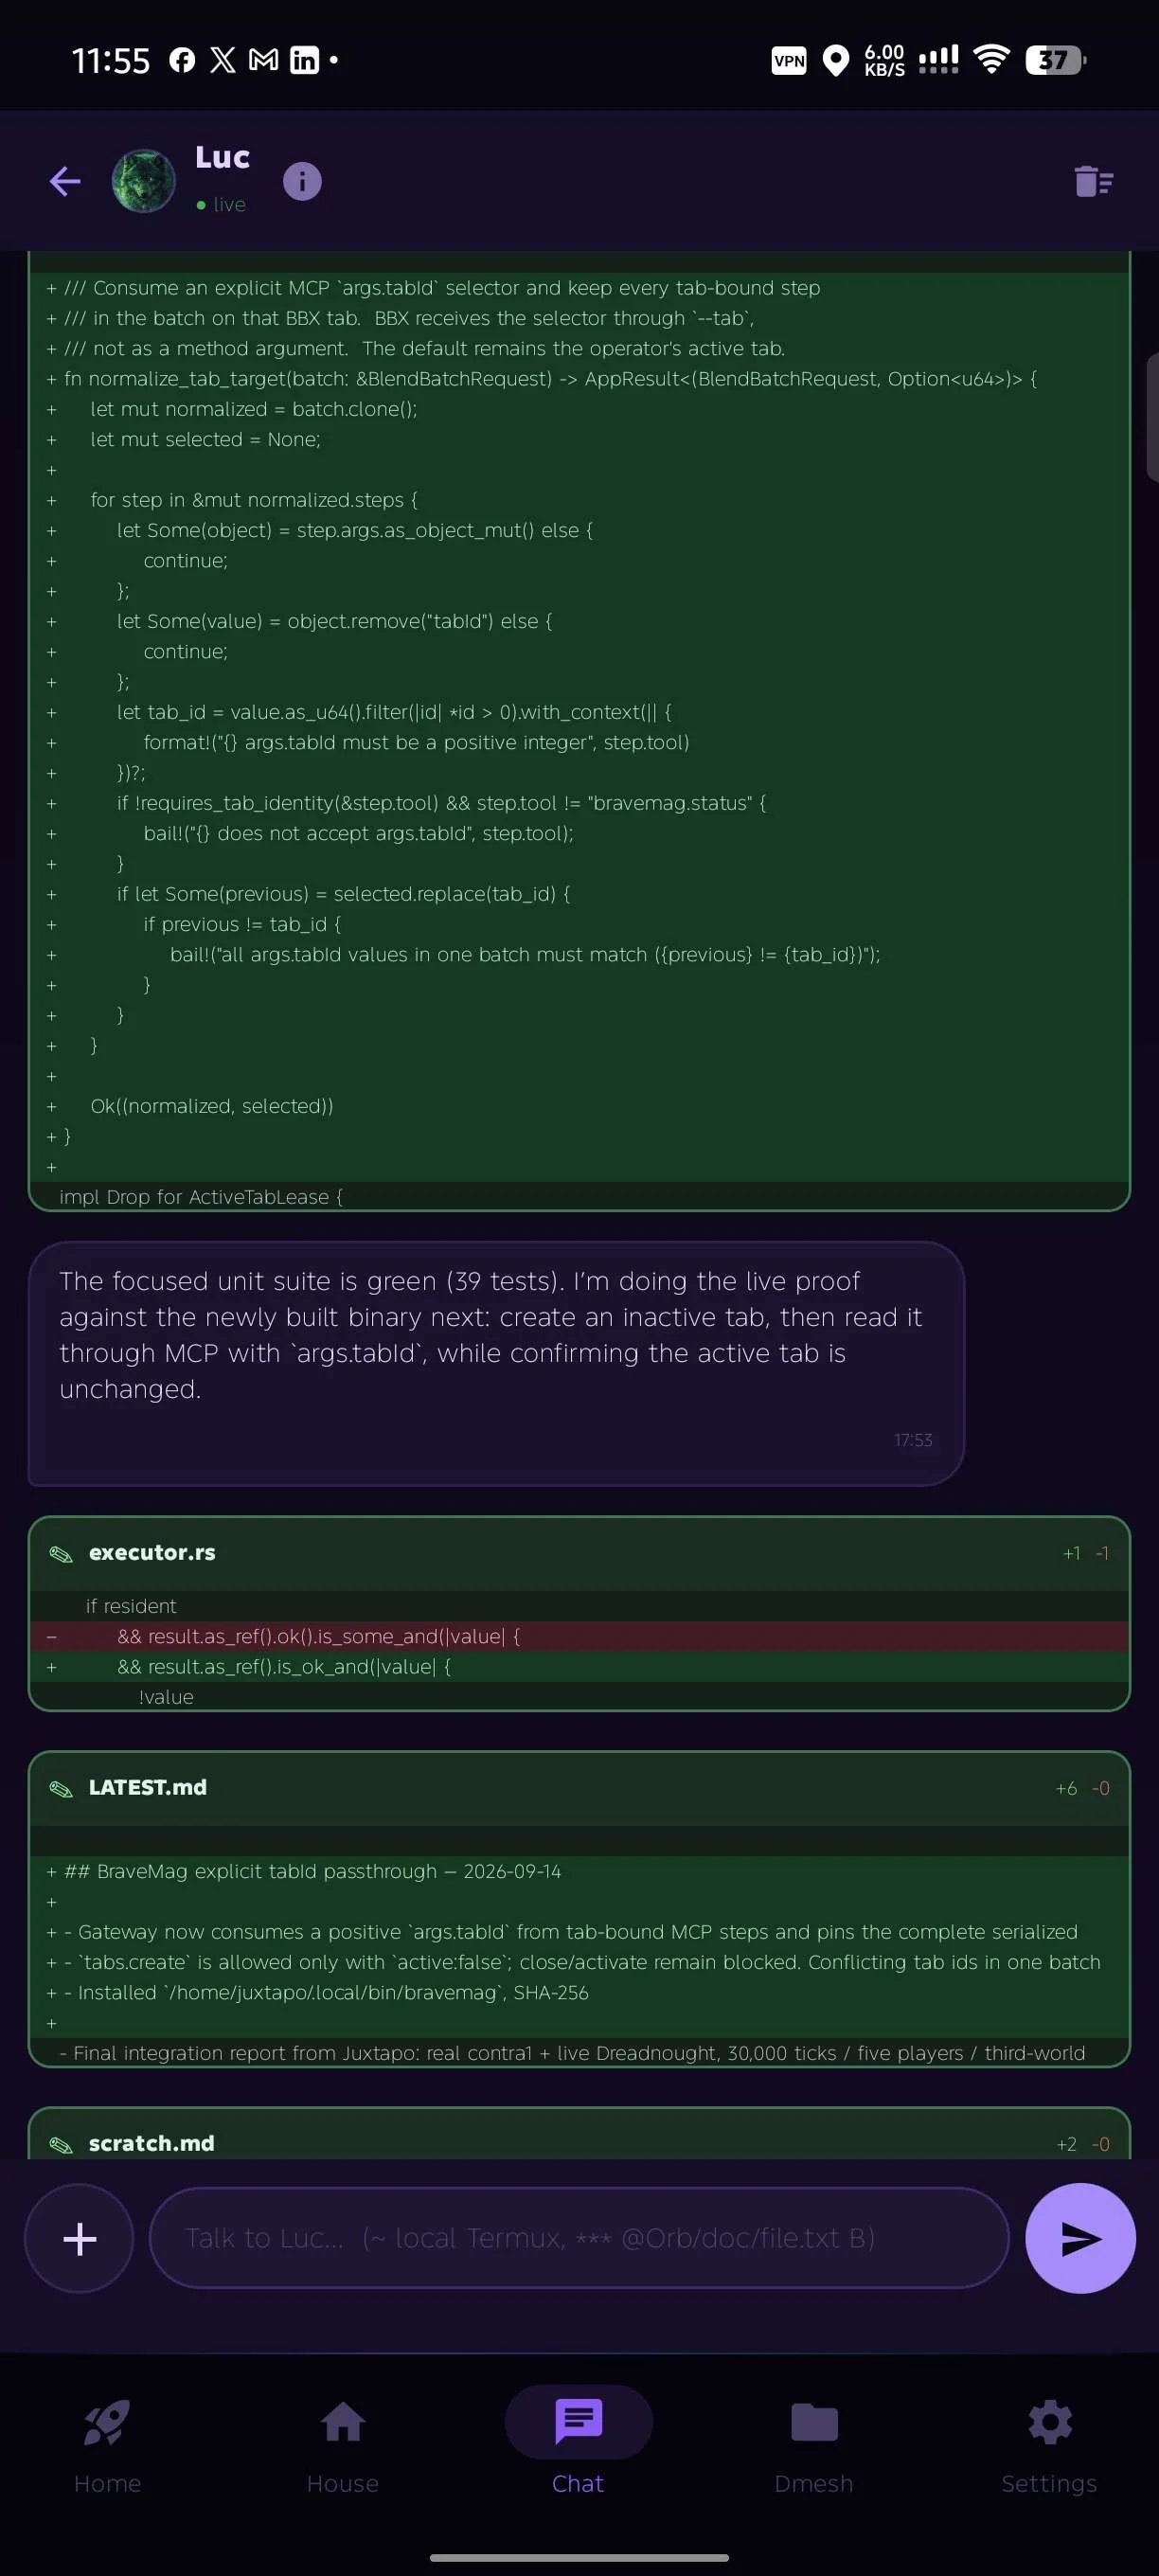 11:55
VPN
6.00
KB/S
37
Luc
live
+ /// Consume an explicit MCP `args.tabId` selector and keep every tab-bound step
+ /// in the batch on that BBX tab.  BBX receives the selector through `--tab`,
+ /// not as a method argument.  The default remains the operator's active tab.
+ fn normalize_tab_target(batch: &BlendBatchRequest) -> AppResult<(BlendBatchRequest, Option<u64>)> {
+     let mut normalized = batch.clone();
+     let mut selected = None;
+
+     for step in &mut normalized.steps {
+         let Some(object) = step.args.as_object_mut() else {
+             continue;
+         };
+         let Some(value) = object.remove("tabId") else {
+             continue;
+         };
+         let tab_id = value.as_u64().filter(|id| *id > 0).with_context(|| {
+             format!("{} args.tabId must be a positive integer", step.tool)
+         })?;
+         if !requires_tab_identity(&step.tool) && step.tool != "bravemag.status" {
+             bail!("{} does not accept args.tabId", step.tool);
+         }
+         if let Some(previous) = selected.replace(tab_id) {
+             if previous != tab_id {
+                 bail!("all args.tabId values in one batch must match ({previous} != {tab_id})");
+             }
+         }
+     }
+
+     Ok((normalized, selected))
+ }
+
impl Drop for ActiveTabLease {
The focused unit suite is green (39 tests). I'm doing the live proof
against the newly built binary next: create an inactive tab, then read it
through MCP with `args.tabId`, while confirming the active tab is
unchanged.
17:53
executor.rs +1 -1
if resident
-         && result.as_ref().ok().is_some_and(|value| {
+         && result.as_ref().is_ok_and(|value| {
!value
LATEST.md +6 -0
+ ## BraveMag explicit tabId passthrough — 2026-09-14
+
+ - Gateway now consumes a positive `args.tabId` from tab-bound MCP steps and pins the complete serialized
+ - `tabs.create` is allowed only with `active:false`; close/activate remain blocked. Conflicting tab ids in one batch
+ - Installed `/home/juxtapo/.local/bin/bravemag`, SHA-256
+
- Final integration report from Juxtapo: real contra1 + live Dreadnought, 30,000 ticks / five players / third-world
scratch.md +2 -0
Talk to Luc...  (~ local Termux, *** @Orb/doc/file.txt B)
Home House Chat Dmesh Settings